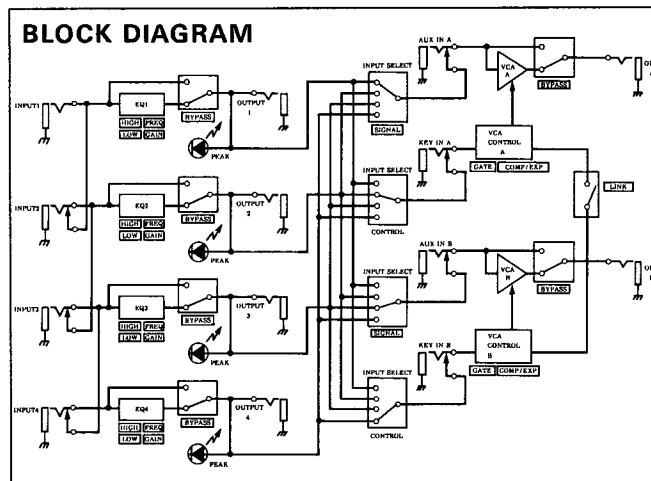 BLOCK DIAGRAM
INPUT1
EQ1
HIGH FREQ
LOW GAIN
BYPASS
PEAK
OUTPUT
1
INPUT2
EQ2
HIGH FREQ
LOW GAIN
BYPASS
PEAK
OUTPUT
2
INPUT3
EQ3
HIGH FREQ
LOW GAIN
BYPASS
PEAK
OUTPUT
3
INPUT4
EQ4
HIGH FREQ
LOW GAIN
BYPASS
PEAK
OUTPUT
4
INPUT SELECT
SIGNAL
INPUT SELECT
CONTROL
INPUT SELECT
SIGNAL
INPUT SELECT
CONTROL
AUX IN A
VCA
A
BYPASS
KEY IN A
VCA
CONTROL
A
GATE COMP/EXP
LINK
AUX IN B
VCA
B
BYPASS
KEY IN B
VCA
CONTROL
B
GATE COMP/EXP